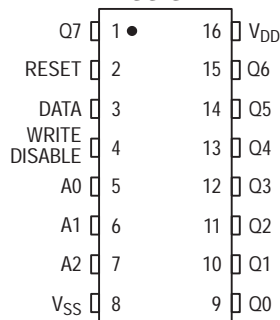 Q7 1 16 VDD
RESET 2 15 Q6
DATA 3 14 Q5
WRITE
DISABLE 4 13 Q4
A0 5 12 Q3
A1 6 11 Q2
A2 7 10 Q1
VSS 8 9 Q0